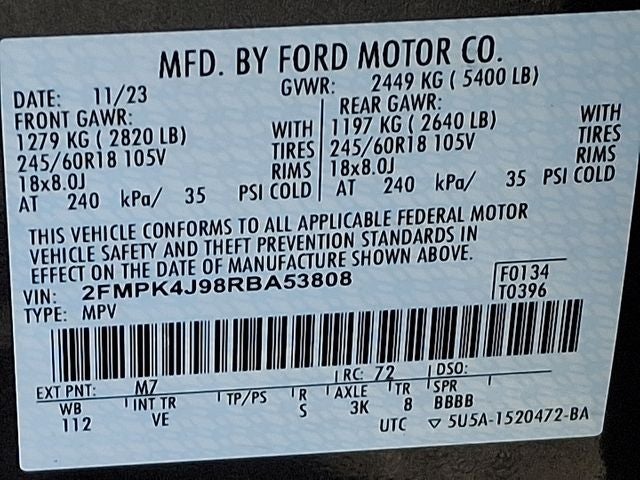 MFD. BY FORD MOTOR CO.
DATE: 11/23 GVWR: 2449 KG ( 5400 LB)
FRONT GAWR: REAR GAWR:
1279 KG ( 2820 LB) WITH 1197 KG ( 2640 LB) WITH
245/60R18 105V TIRES 245/60R18 105V TIRES
18x8.0J RIMS 18x8.0J RIMS
AT 240 kPa/ 35 PSI COLD AT 240 kPa/ 35 PSI COLD
THIS VEHICLE CONFORMS TO ALL APPLICABLE FEDERAL MOTOR
VEHICLE SAFETY AND THEFT PREVENTION STANDARDS IN
EFFECT ON THE DATE OF MANUFACTURE SHOWN ABOVE.
VIN: 2FMPK4J98RBA53808 F0134
TYPE: MPV T0396
EXT PNT: M7 RC: 72 DSO:
WB INT TR TP/PS R AXLE TR SPR
112 VE S 3K 8 BBBB
UTC ▽ 5U5A-1520472-BA